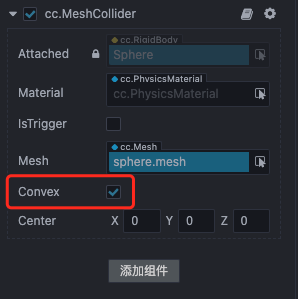 cc.MeshCollider
cc.RigidBody
Attached Sphere
cc.PhysicsMaterial
Material cc.PhysicsMaterial
IsTrigger
cc.Mesh
Mesh sphere.mesh
Convex
Center X 0 Y 0 Z 0
添加组件